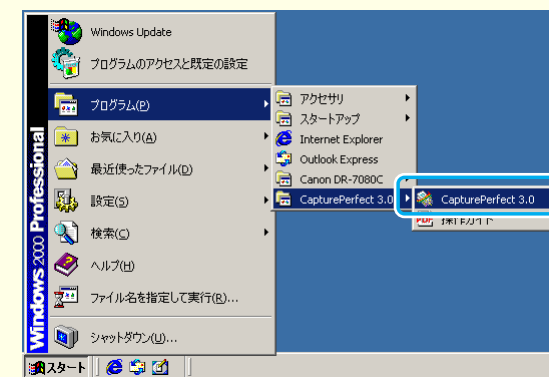 Windows Update
プログラムのアクセスと既定の設定
プログラム(P)
お気に入り(A)
最近使ったファイル(D)
設定(S)
検索(C)
ヘルプ(H)
ファイル名を指定して実行(R)...
シャットダウン(U)...
Windows 2000 Professional
アクセサリ
スタートアップ
Internet Explorer
Outlook Express
Canon DR-7080C
CapturePerfect 3.0
CapturePerfect 3.0
操作ガイド
スタート